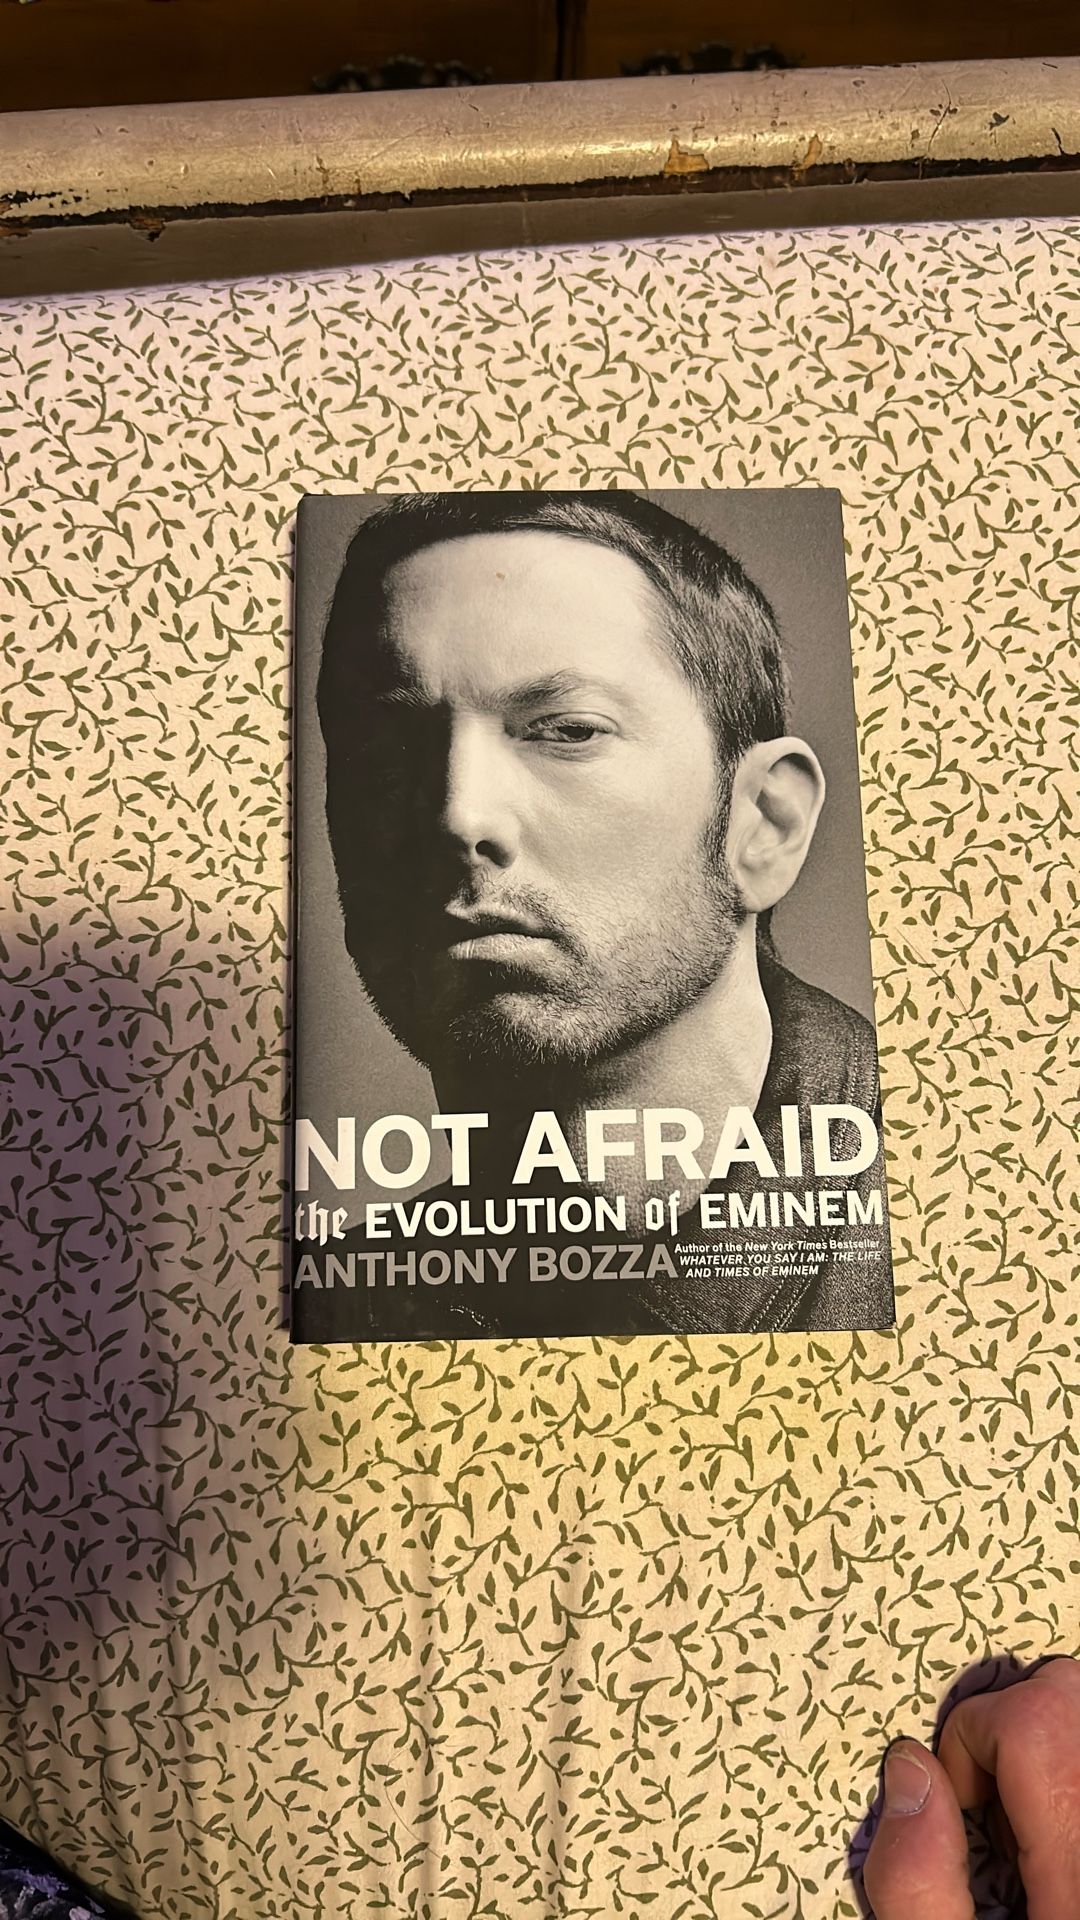 NOT AFRAID
the EVOLUTION of EMINEM
ANTHONY BOZZA
Author of the New York Times Bestseller
WHATEVER YOU SAY I AM: THE LIFE
AND TIMES OF EMINEM